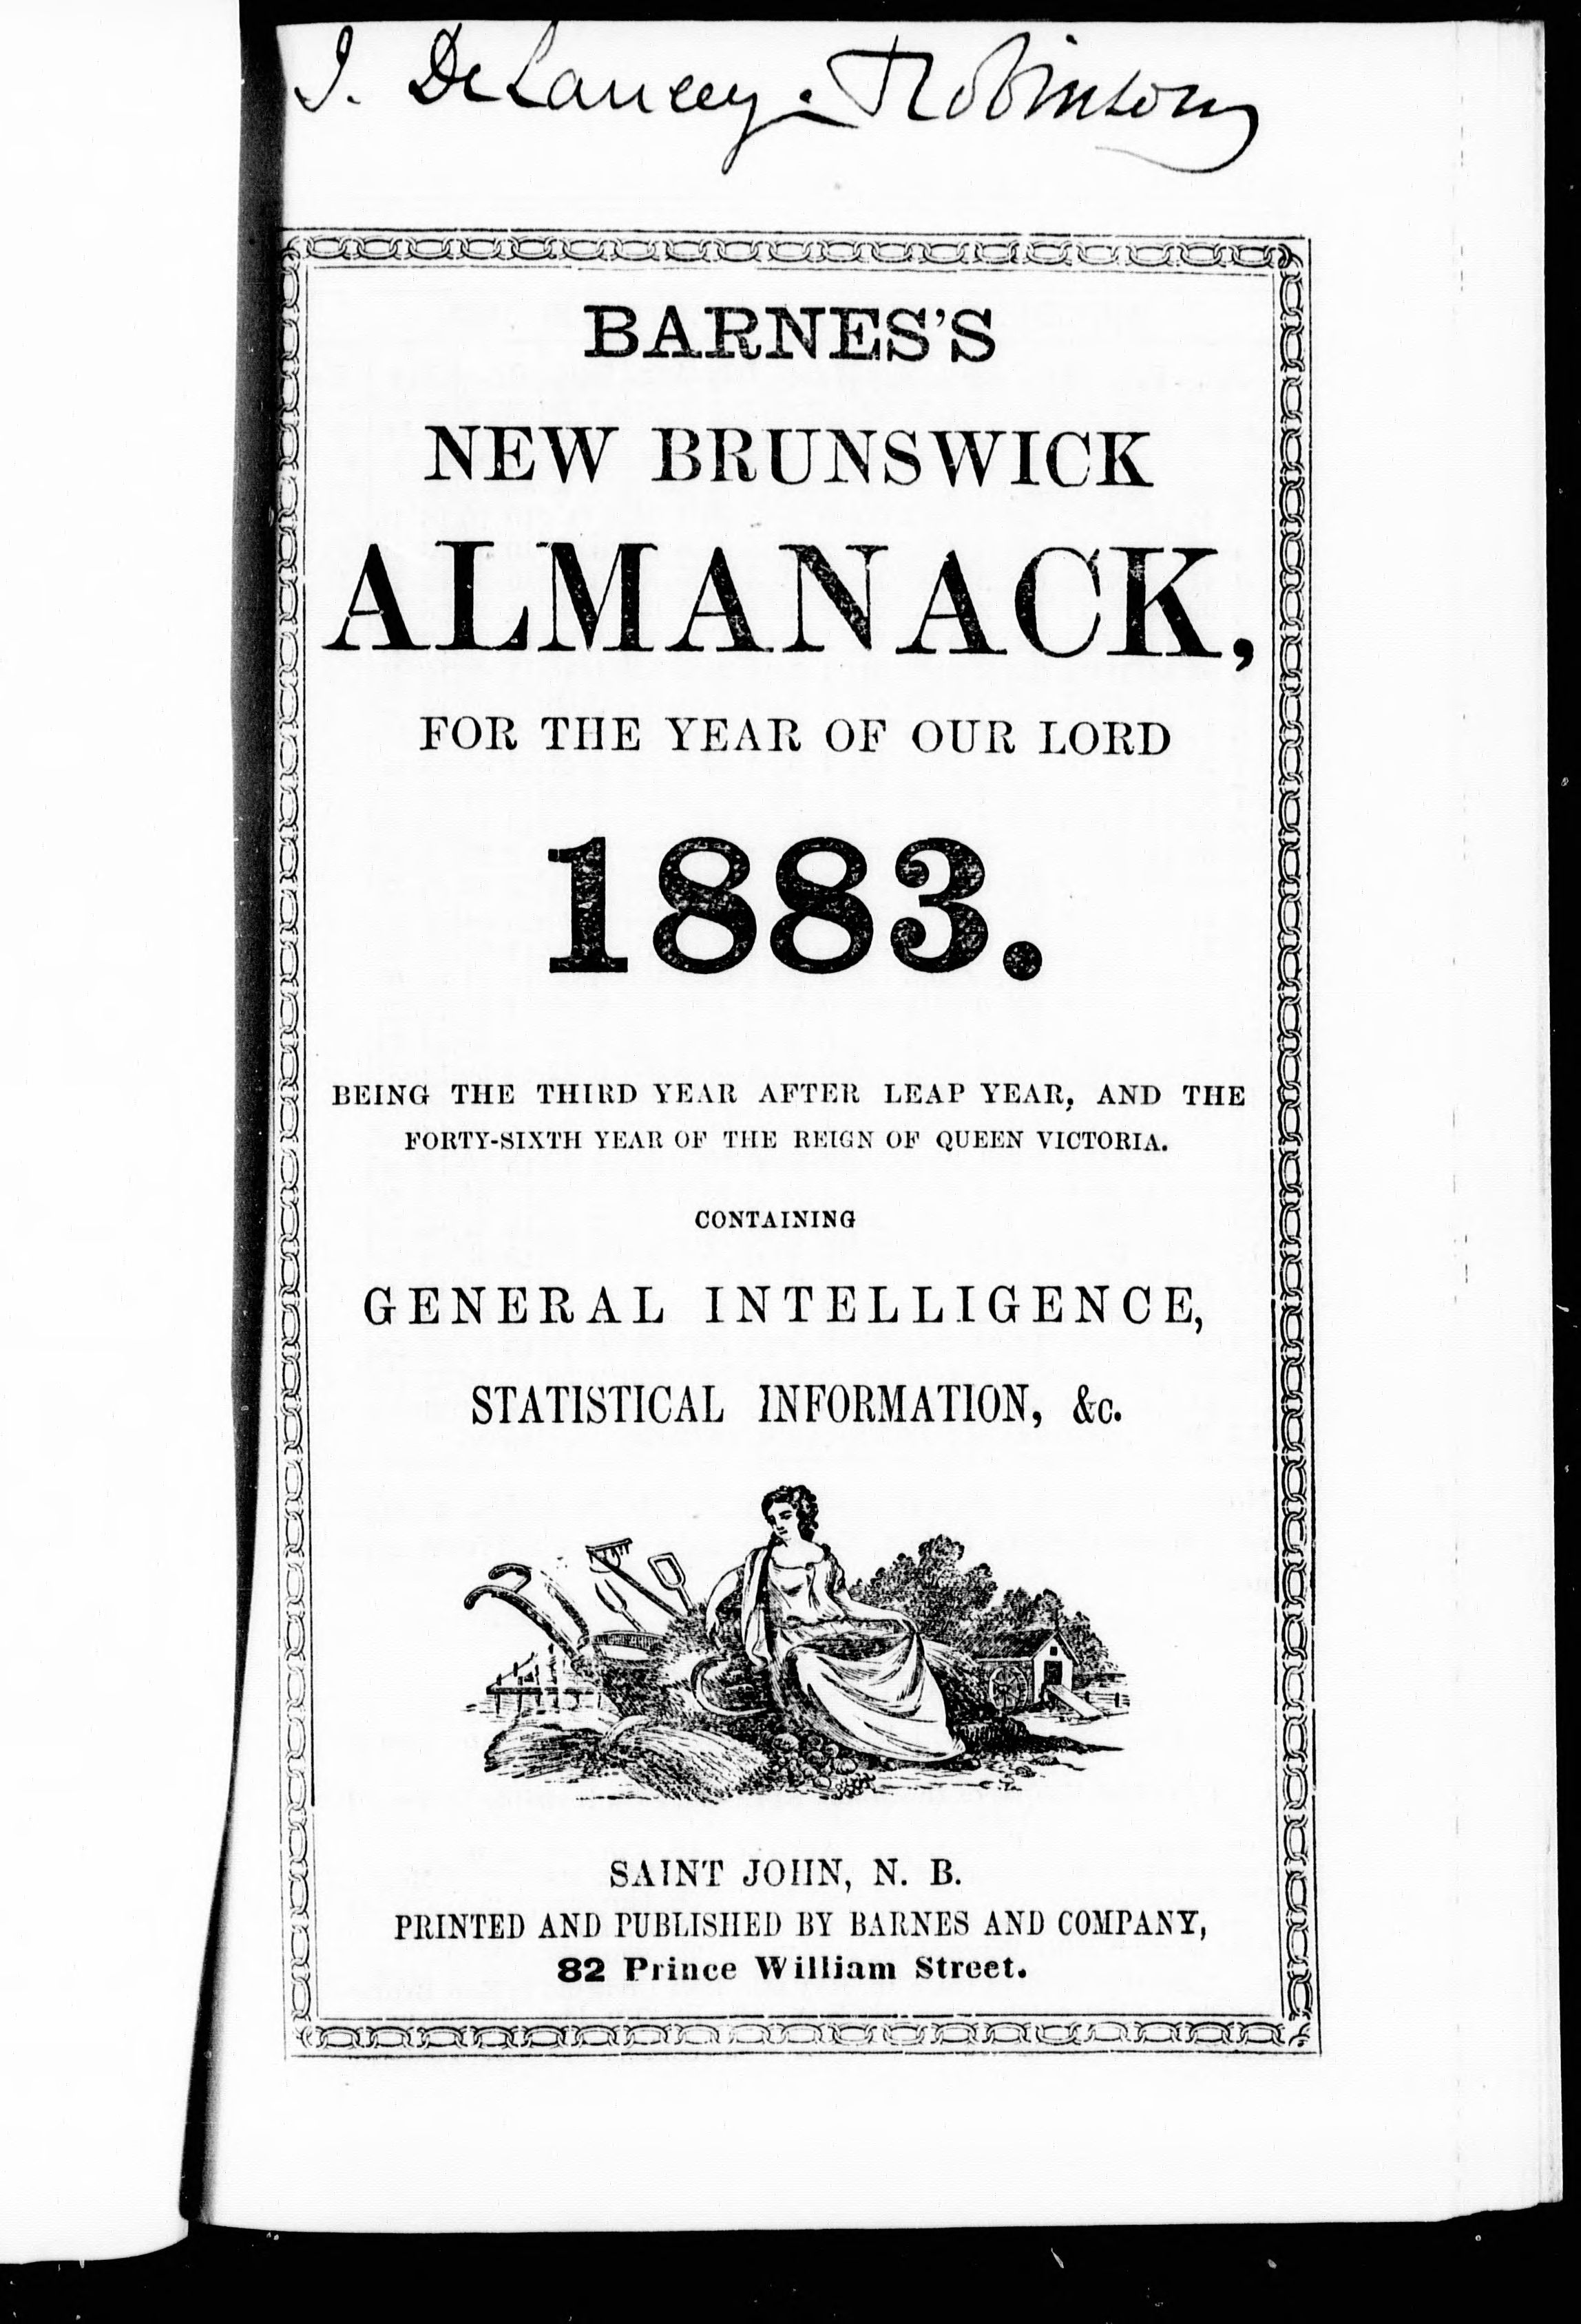 J. DeLancey. Robinson
BARNES'S
NEW BRUNSWICK
ALMANACK,
FOR THE YEAR OF OUR LORD
1883.
BEING THE THIRD YEAR AFTER LEAP YEAR, AND THE
FORTY-SIXTH YEAR OF THE REIGN OF QUEEN VICTORIA.
CONTAINING
GENERAL INTELLIGENCE,
STATISTICAL INFORMATION, &c.
SAINT JOHN, N. B.
PRINTED AND PUBLISHED BY BARNES AND COMPANY,
82 Prince William Street.